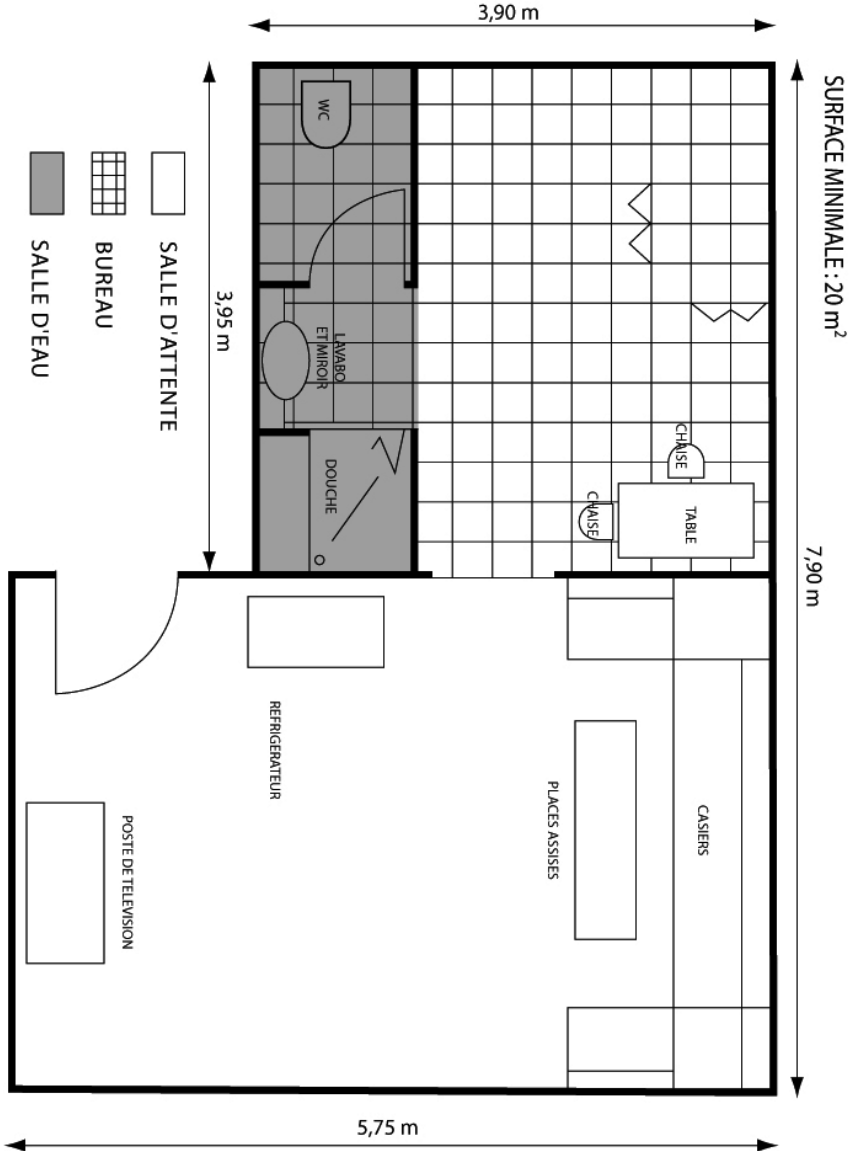 3,90 m
SURFACE MINIMALE : 20 m²
7,90 m
3,95 m
5,75 m
SALLE D'ATTENTE
BUREAU
SALLE D'EAU
WC
LAVABO
ET MIROIR
DOUCHE
CHAISE
CHAISE
TABLE
REFRIGERATEUR
POSTE DE TELEVISION
PLACES ASSISES
CASIERS